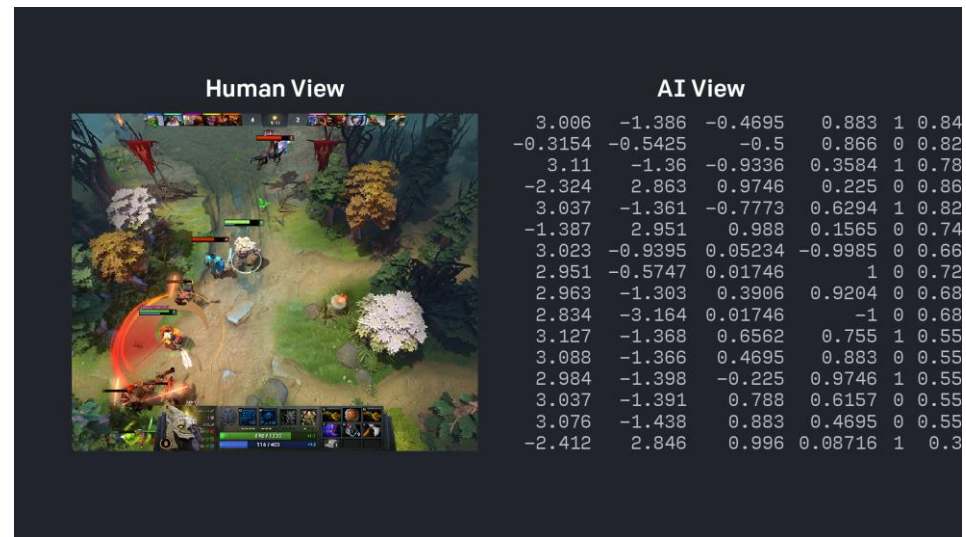 Human View
AI View
4 2
116 / 403
3.006 −1.386 −0.4695 0.883 1 0.84
−0.3154 −0.5425 −0.5 0.866 0 0.82
3.11 −1.36 −0.9336 0.3584 1 0.78
−2.324 2.863 0.9746 0.225 0 0.86
3.037 −1.361 −0.7773 0.6294 1 0.82
−1.387 2.951 0.988 0.1565 0 0.74
3.023 −0.9395 0.05234 −0.9985 0 0.66
2.951 −0.5747 0.01746 1 0 0.72
2.963 −1.303 0.3906 0.9204 0 0.68
2.834 −3.164 0.01746 −1 0 0.68
3.127 −1.368 0.6562 0.755 1 0.55
3.088 −1.366 0.4695 0.883 0 0.55
2.984 −1.398 −0.225 0.9746 1 0.55
3.037 −1.391 0.788 0.6157 0 0.55
3.076 −1.438 0.883 0.4695 0 0.55
−2.412 2.846 0.996 0.08716 1 0.3